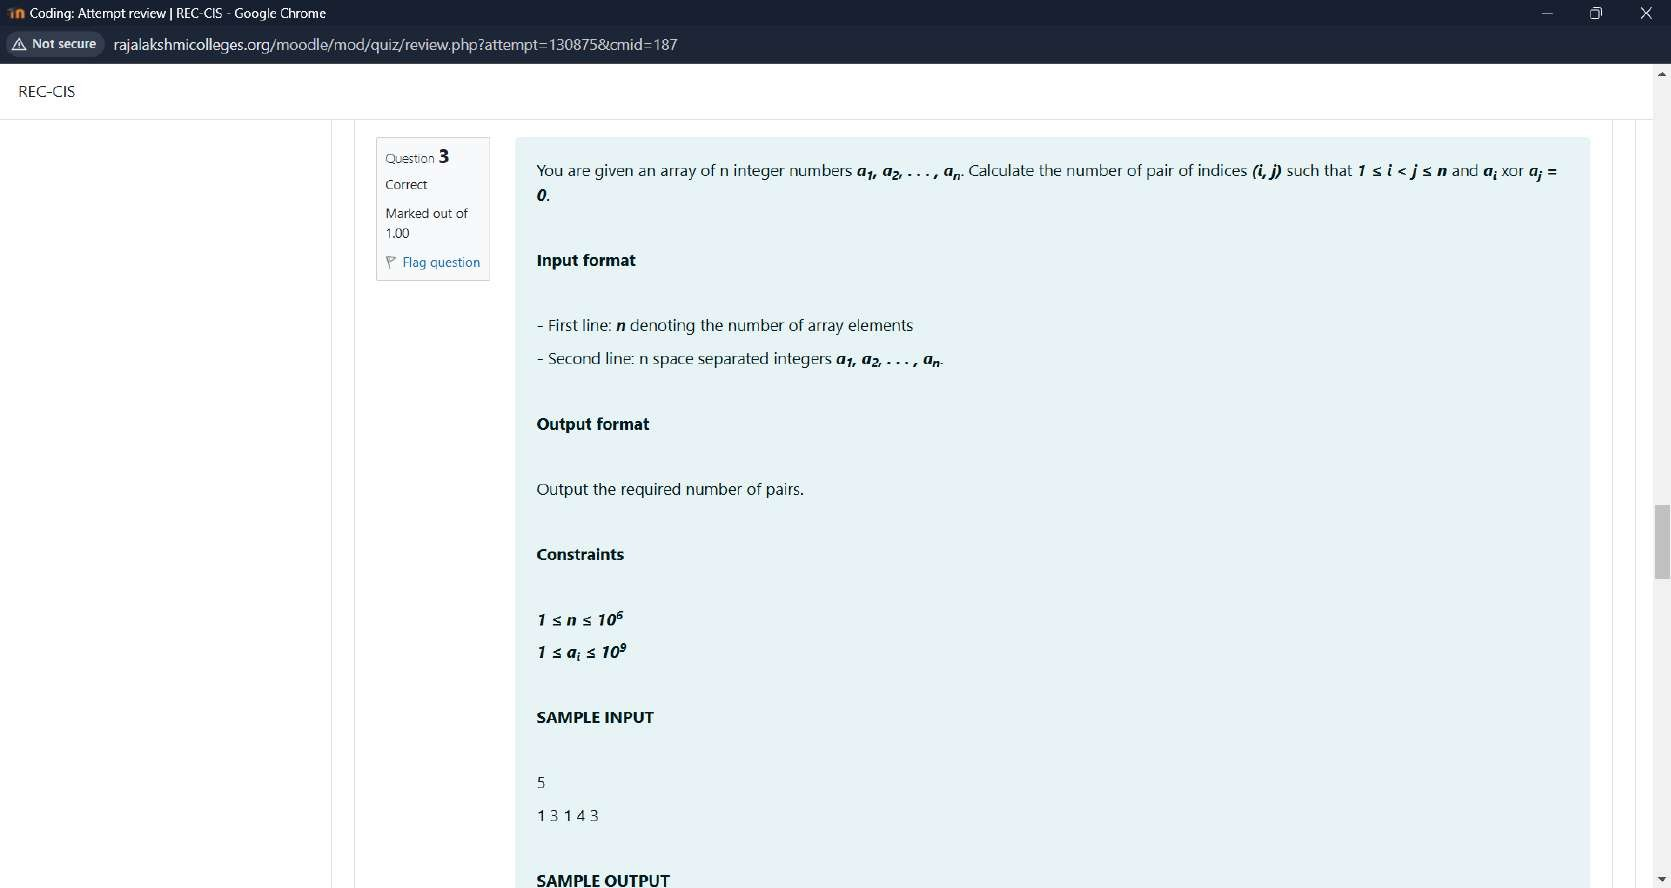 Coding: Attempt review | REC-CIS - Google Chrome
Not secure rajalakshmicolleges.org/moodle/mod/quiz/review.php?attempt=130875&cmid=187
REC-CIS
Question 3
Correct
Marked out of
1.00
Flag question
You are given an array of n integer numbers a₁, a₂, . . . , aₙ. Calculate the number of pair of indices (i, j) such that 1 ≤ i < j ≤ n and aᵢ xor aⱼ =
0.
Input format
- First line: n denoting the number of array elements
- Second line: n space separated integers a₁, a₂, . . . , aₙ.
Output format
Output the required number of pairs.
Constraints
1 ≤ n ≤ 10⁶
1 ≤ aᵢ ≤ 10⁹
SAMPLE INPUT
5
1 3 1 4 3
SAMPLE OUTPUT